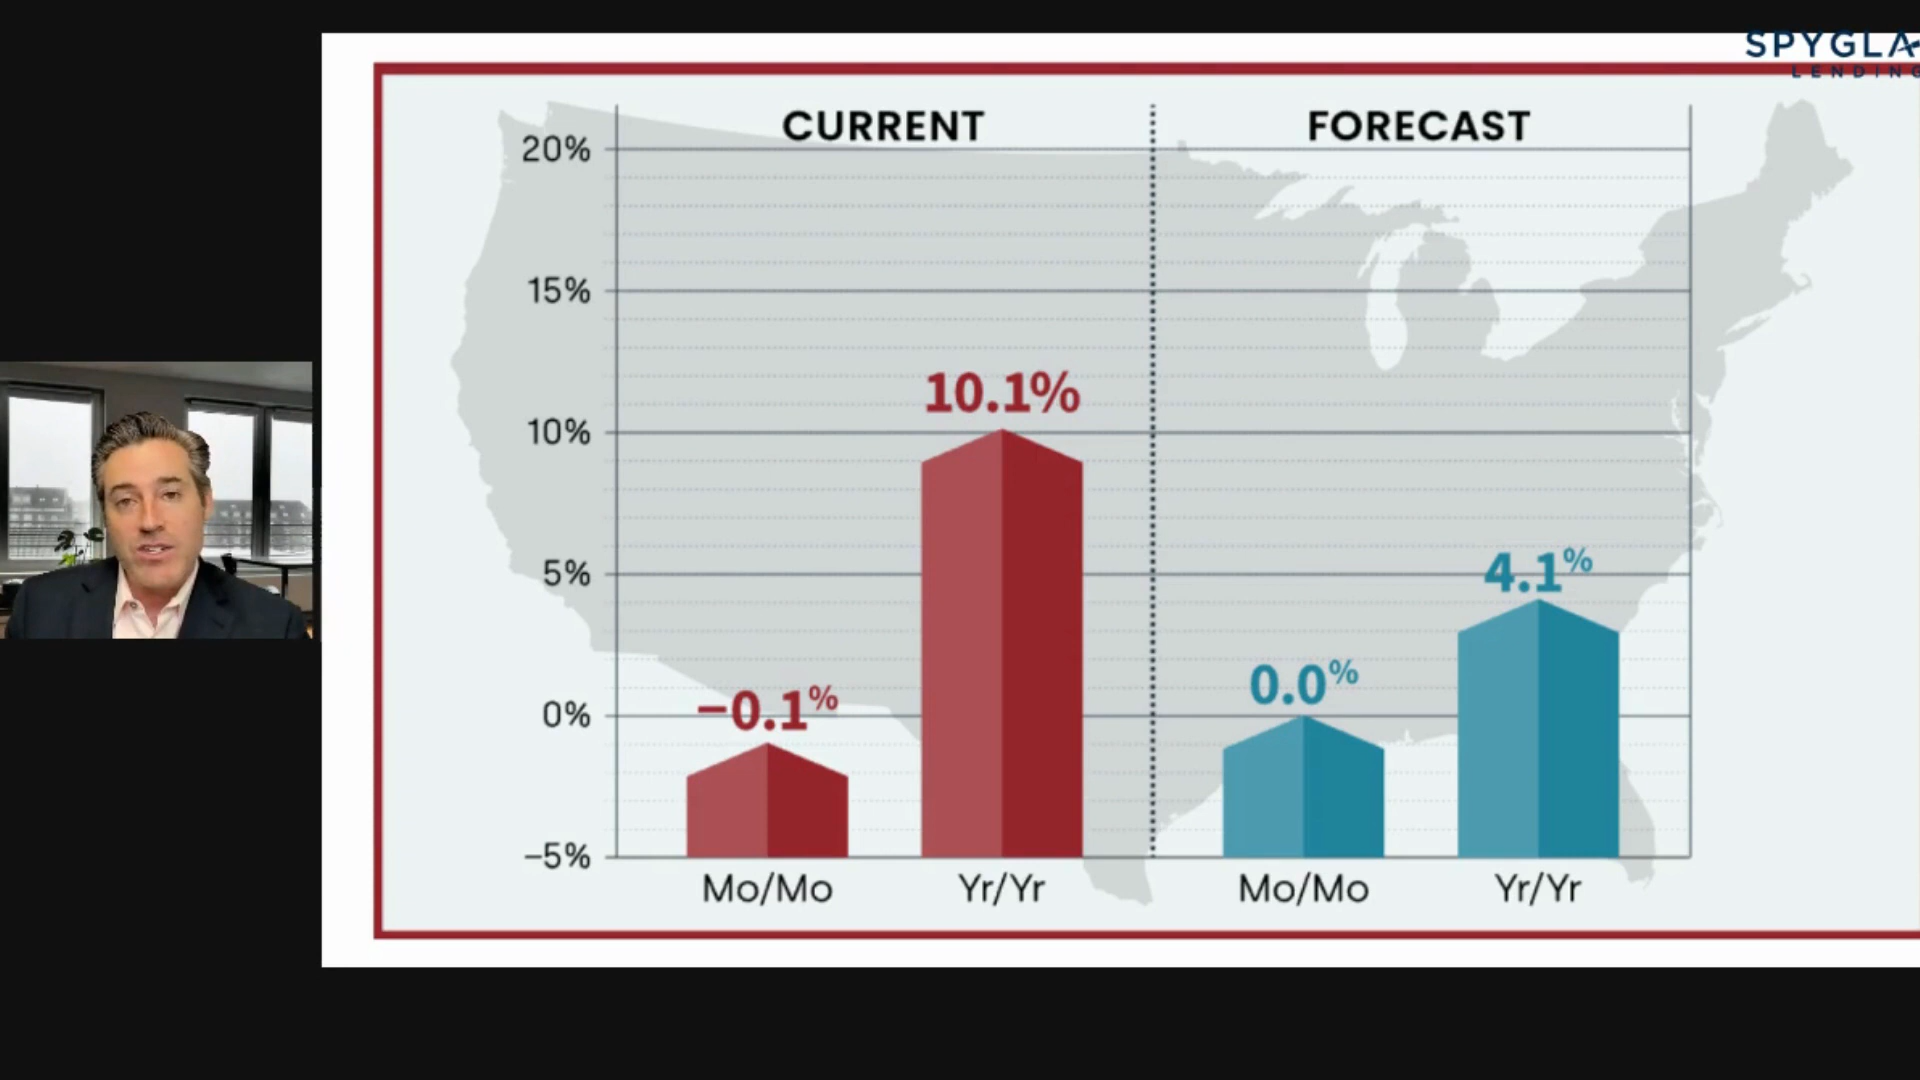 SPYGLA
LENDING
CURRENT
FORECAST
20%
15%
10%
5%
0%
−5%
−0.1%
10.1%
0.0%
4.1%
Mo/Mo
Yr/Yr
Mo/Mo
Yr/Yr